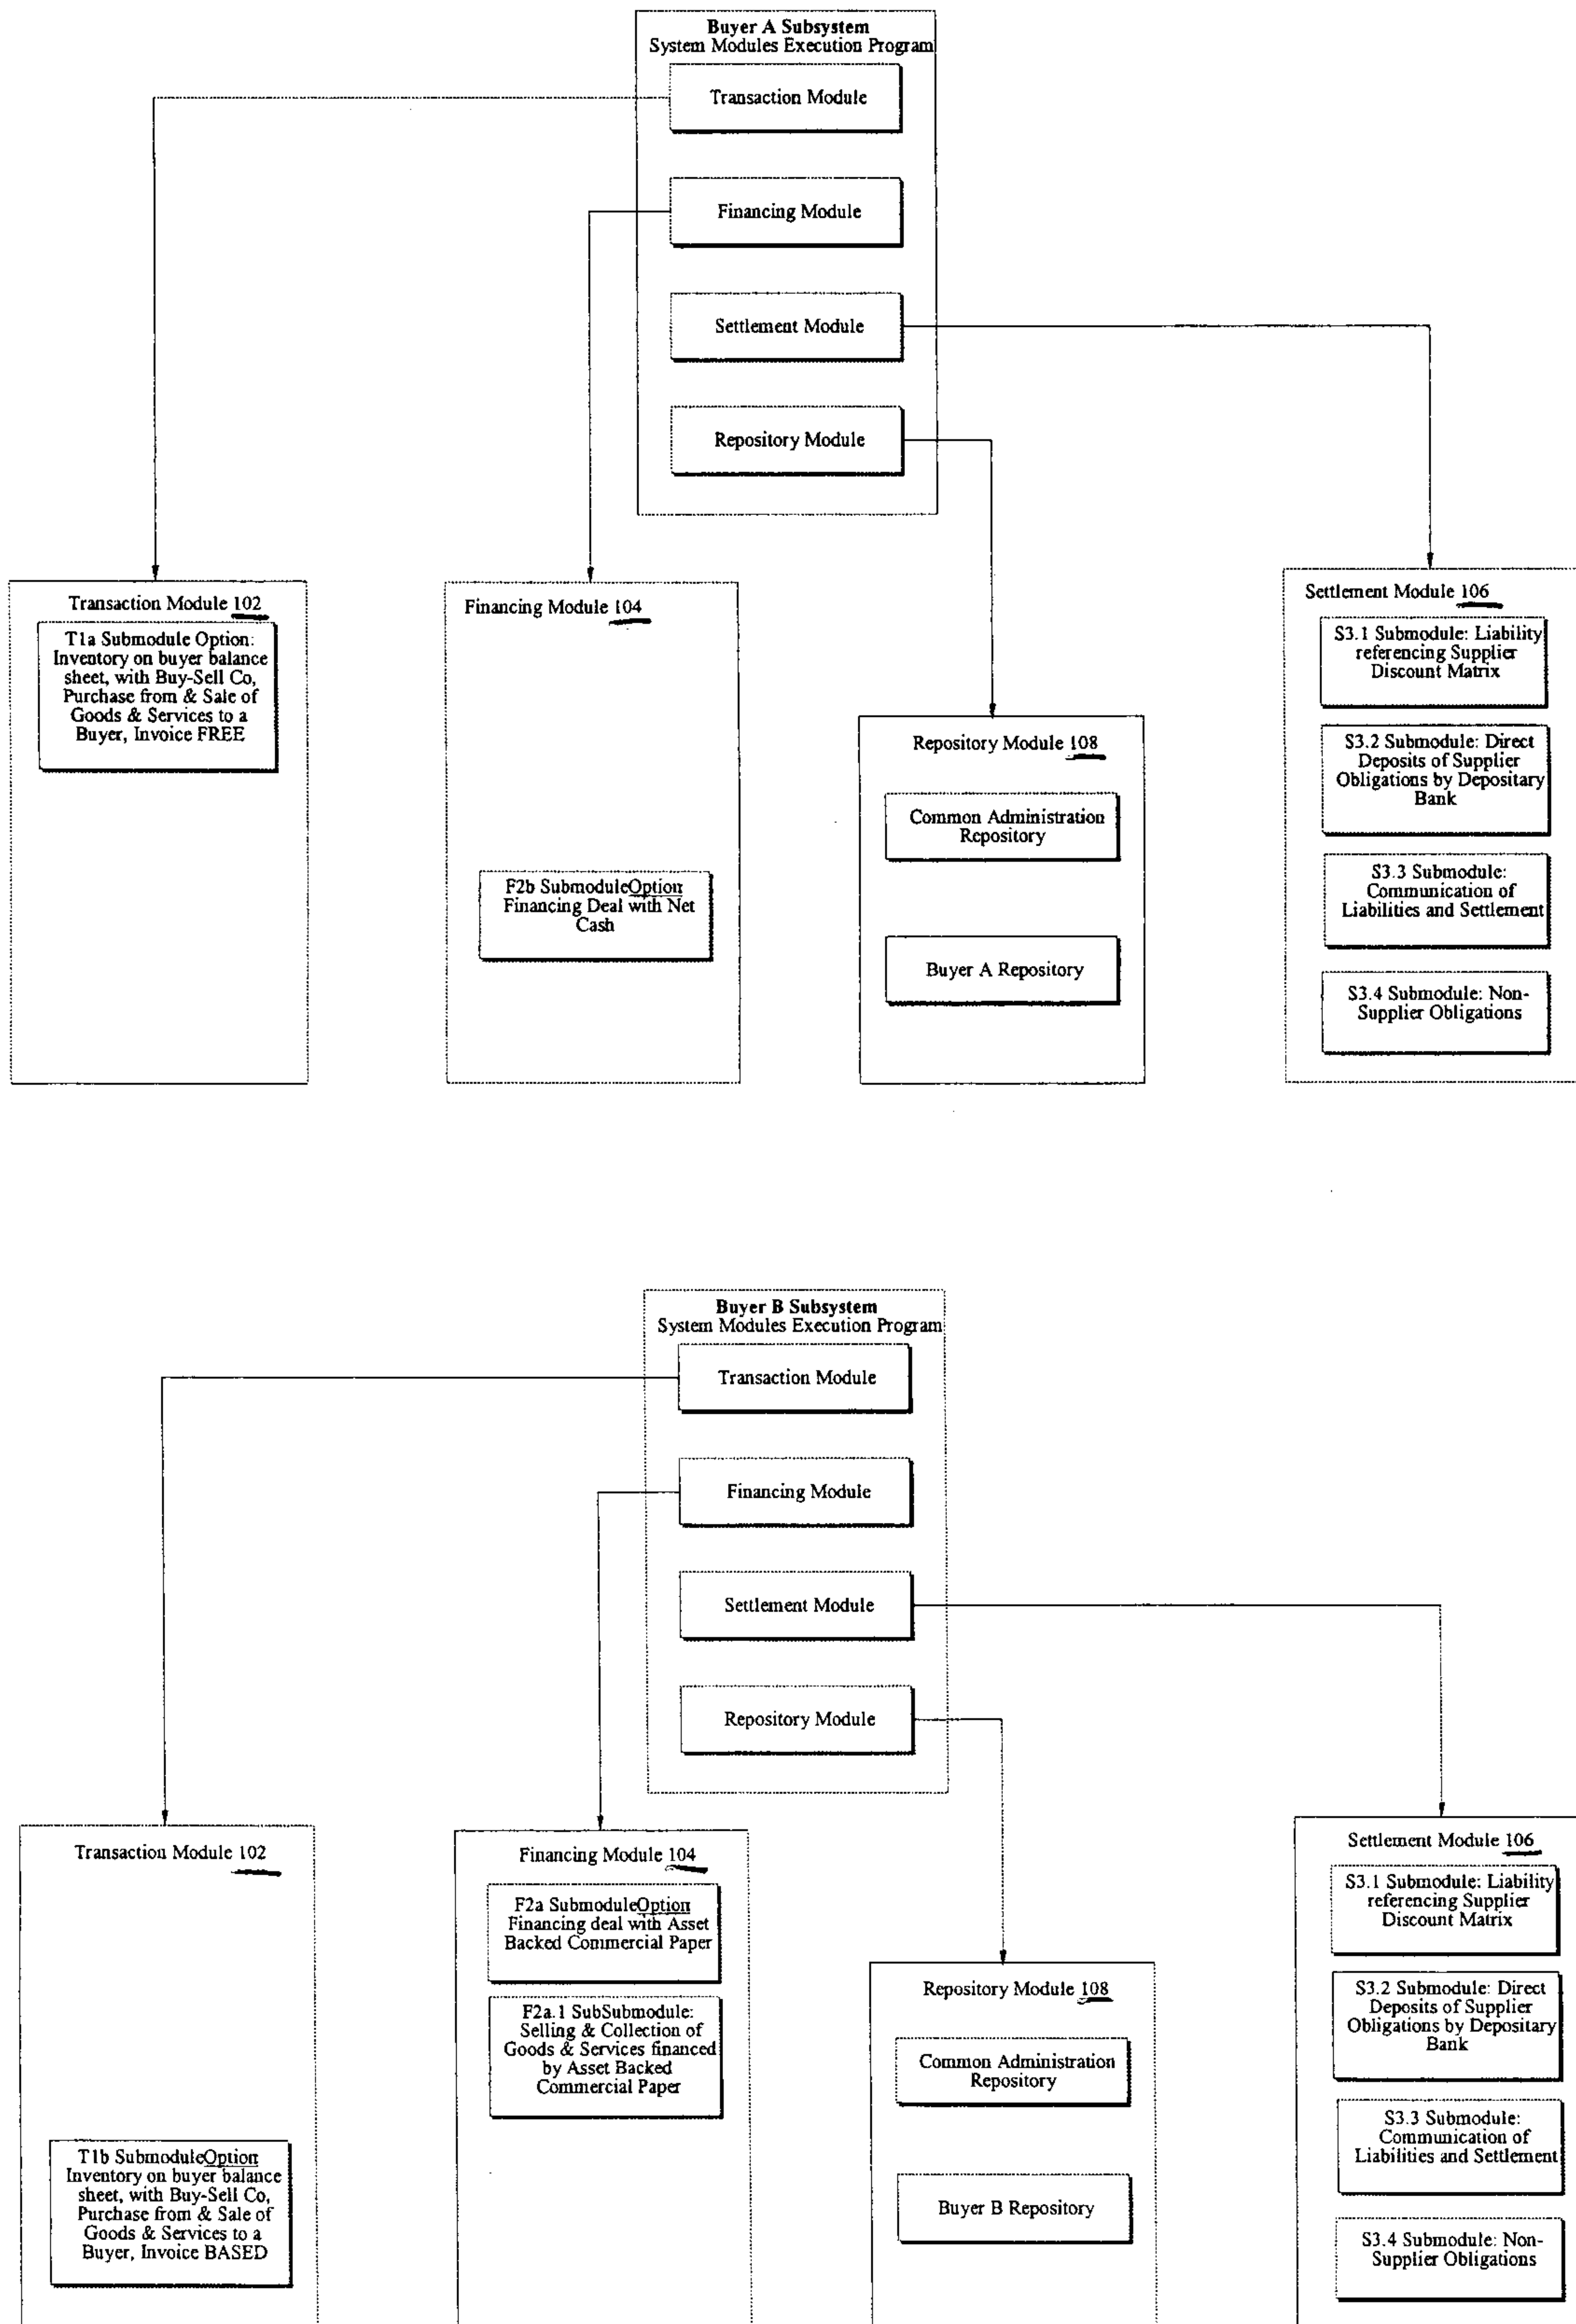 Buyer A Subsystem
System Modules Execution Program
Transaction Module
Financing Module
Settlement Module
Repository Module
Transaction Module 102
T1a Submodule Option:
Inventory on buyer balance
sheet, with Buy-Sell Co,
Purchase from & Sale of
Goods & Services to a
Buyer, Invoice FREE
Financing Module 104
F2b SubmoduleOption
Financing Deal with Net
Cash
Repository Module 108
Common Administration
Repository
Buyer A Repository
Settlement Module 106
S3.1 Submodule: Liability
referencing Supplier
Discount Matrix
S3.2 Submodule: Direct
Deposits of Supplier
Obligations by Depositary
Bank
S3.3 Submodule:
Communication of
Liabilities and Settlement
S3.4 Submodule: Non-
Supplier Obligations
Buyer B Subsystem
System Modules Execution Program
Transaction Module
Financing Module
Settlement Module
Repository Module
Transaction Module 102
T1b SubmoduleOption
Inventory on buyer balance
sheet, with Buy-Sell Co,
Purchase from & Sale of
Goods & Services to a
Buyer, Invoice BASED
Financing Module 104
F2a SubmoduleOption
Financing deal with Asset
Backed Commercial Paper
F2a.1 SubSubmodule:
Selling & Collection of
Goods & Services financed
by Asset Backed
Commercial Paper
Repository Module 108
Common Administration
Repository
Buyer B Repository
Settlement Module 106
S3.1 Submodule: Liability
referencing Supplier
Discount Matrix
S3.2 Submodule: Direct
Deposits of Supplier
Obligations by Depositary
Bank
S3.3 Submodule:
Communication of
Liabilities and Settlement
S3.4 Submodule: Non-
Supplier Obligations